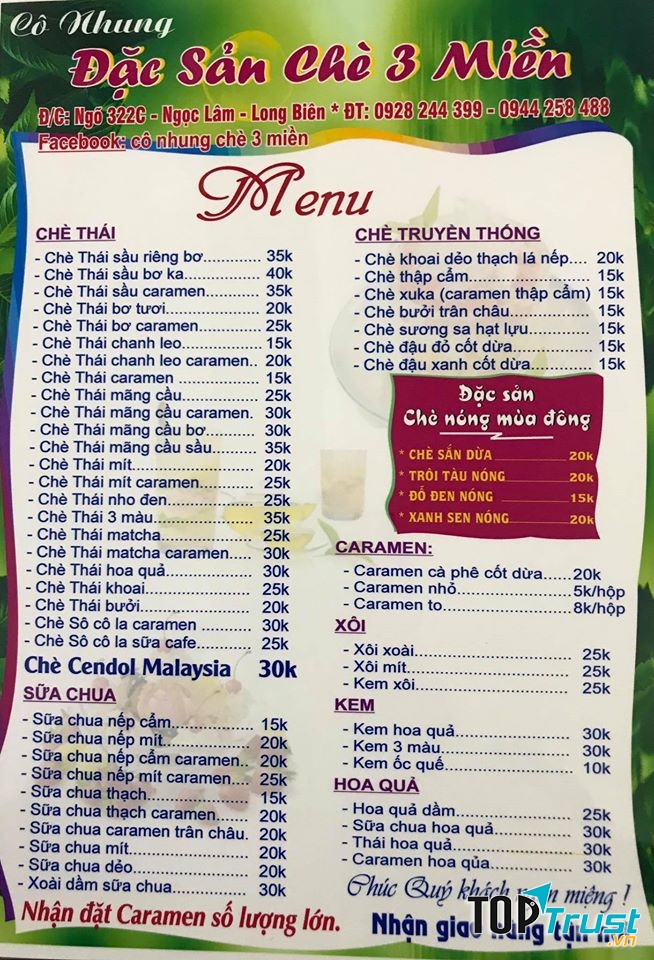 Cô Nhung
Đặc Sản Chè 3 Miền
Đ/C: Ngõ 322C - Ngọc Lâm - Long Biên * ĐT: 0928 244 399 - 0944 258 488
Facebook: cô nhung chè 3 miền
Menu
CHÈ THÁI
- Chè Thái sầu riêng bơ............. 35k
- Chè Thái sầu bơ ka................ 40k
- Chè Thái sầu caramen............ 35k
- Chè Thái bơ tươi.................... 20k
- Chè Thái bơ caramen............. 25k
- Chè Thái chanh leo................ 15k
- Chè Thái chanh leo caramen.. 20k
- Chè Thái caramen ................. 15k
- Chè Thái mãng cầu................ 25k
- Chè Thái mãng cầu caramen. 30k
- Chè Thái mãng cầu bơ........... 30k
- Chè Thái mãng cầu sầu......... 35k
- Chè Thái mít.......................... 20k
- Chè Thái mít caramen............ 25k
- Chè Thái nho đen.................. 25k
- Chè Thái 3 màu..................... 35k
- Chè Thái matcha................... 25k
- Chè Thái matcha caramen..... 30k
- Chè Thái hoa quả.................. 30k
- Chè Thái khoai...................... 25k
- Chè Thái bưởi....................... 20k
- Chè Sô cô la caramen ........... 30k
- Chè Sô cô la sữa cafe............ 25k
Chè Cendol Malaysia 30k
SỮA CHUA
- Sữa chua nếp cẩm................. 15k
- Sữa chua nếp mít................... 20k
- Sữa chua nếp cẩm caramen.. 20k
- Sữa chua nếp mít caramen.... 25k
- Sữa chua thạch...................... 15k
- Sữa chua thạch caramen........ 20k
- Sữa chua caramen trân châu. 20k
- Sữa chua mít.......................... 20k
- Sữa chua dẻo......................... 20k
- Xoài dầm sữa chua................. 30k
Nhận đặt Caramen số lượng lớn.
CHÈ TRUYỀN THỐNG
- Chè khoai dẻo thạch lá nếp.... 20k
- Chè thập cẩm......................... 15k
- Chè xuka (caramen thập cẩm) 15k
- Chè bưởi trân châu................. 15k
- Chè sương sa hạt lựu............. 15k
- Chè đậu đỏ cốt dừa................ 15k
- Chè đậu xanh cốt dừa............ 15k
Đặc sản
Chè nóng mùa đông
* CHÈ SẮN DỪA 20k
* TRÔI TÀU NÓNG 20k
* ĐỖ ĐEN NÓNG 15k
* XANH SEN NÓNG 20k
CARAMEN:
- Caramen cà phê cốt dừa......20k
- Caramen nhỏ.......................5k/hộp
- Caramen to..........................8k/hộp
XÔI
- Xôi xoài................................ 25k
- Xôi mít.................................. 25k
- Kem xôi................................ 25k
KEM
- Kem hoa quả....................... 30k
- Kem 3 màu.......................... 30k
- Kem ốc quế......................... 10k
HOA QUẢ
- Hoa quả dầm....................... 25k
- Sữa chua hoa quả............... 30k
- Thái hoa quả........................ 30k
- Caramen hoa qủa................ 30k
Chúc Quý khách miệng !
Nhận giao hàng
TOP Trust
.vn